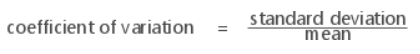 coefficient of variation = standard deviation
mean